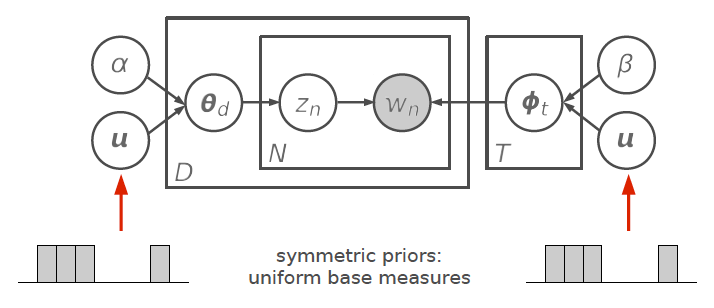 α
u
θd
zn
wn
ϕt
β
u
D
N
T
symmetric priors:
uniform base measures